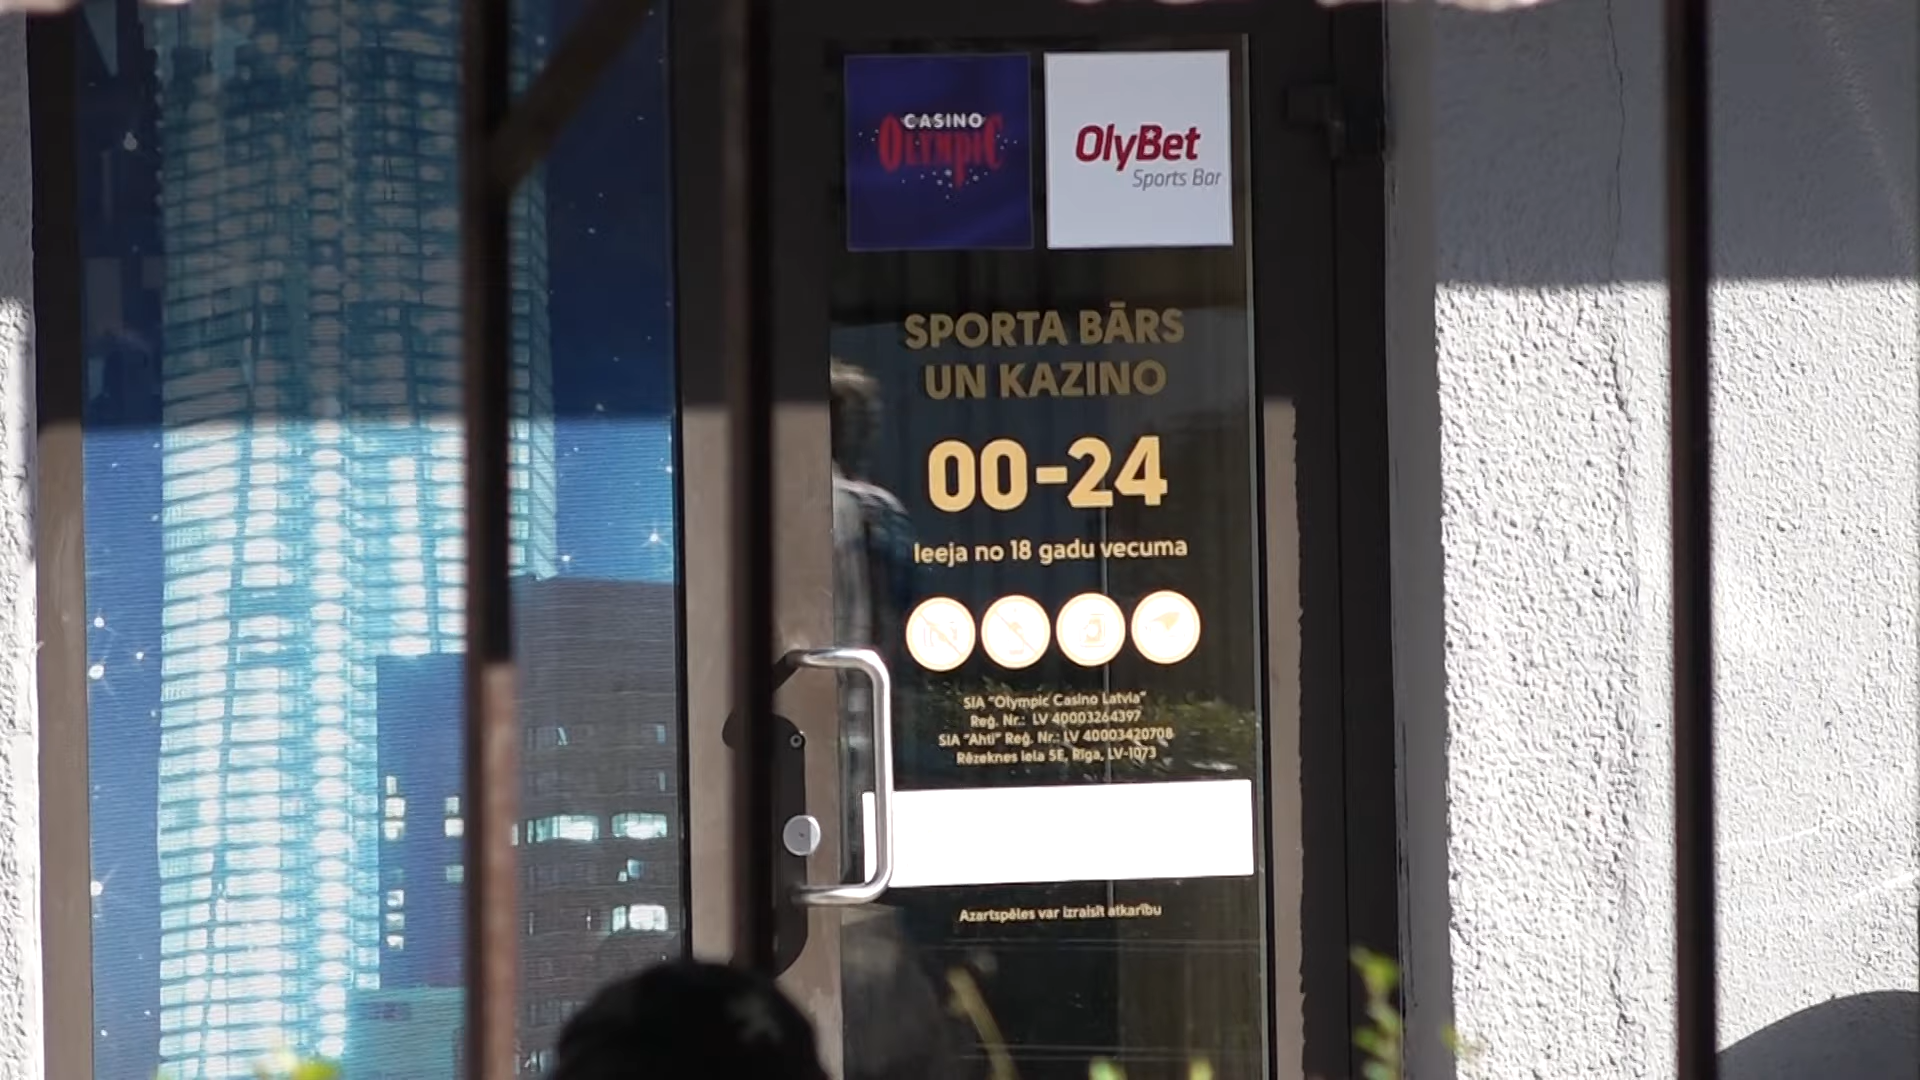 CASINO
OLYMPIC
OlyBet
Sports Bar
SPORTA BĀRS
UN KAZINO
00-24
Ieeja no 18 gadu vecuma
SIA "Olympic Casino Latvia"
Reģ. Nr.: LV 40003264397
SIA "Ahti" Reģ. Nr.: LV 40003420708
Rēzeknes iela 5E, Rīga, LV-1073
Azartspēles var izraisīt atkarību